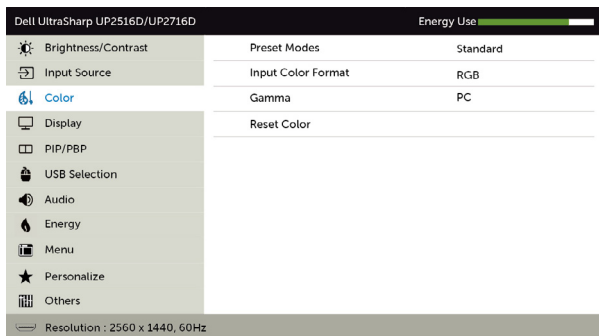 Dell UltraSharp UP2516D/UP2716D Energy Use
Brightness/Contrast
Input Source
Color
Display
PIP/PBP
USB Selection
Audio
Energy
Menu
Personalize
Others
Preset Modes Standard
Input Color Format RGB
Gamma PC
Reset Color
Resolution : 2560 x 1440, 60Hz